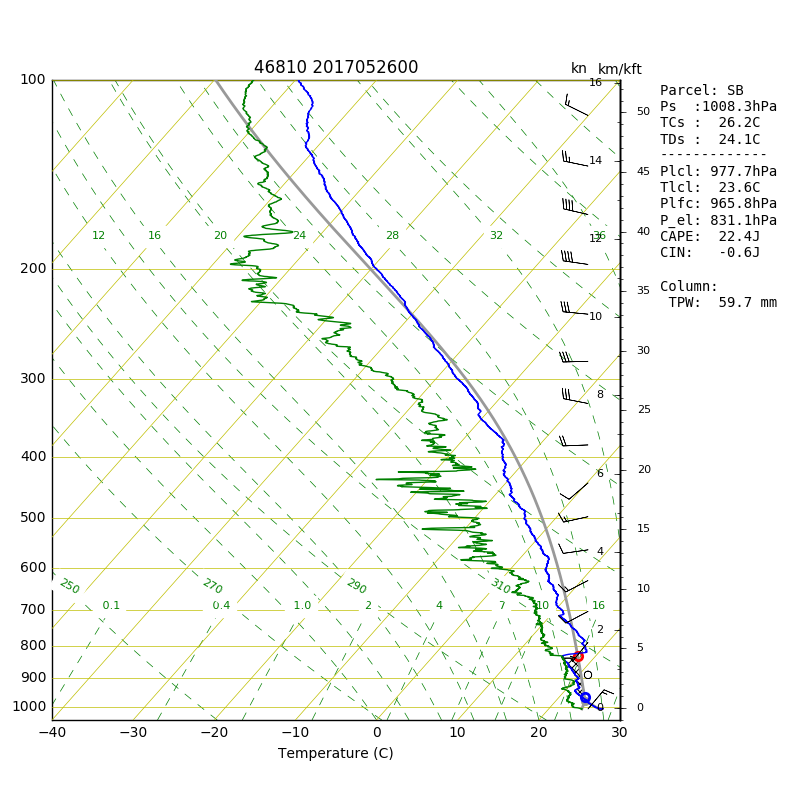 46810 2017052600
kn km/kft
Parcel: SB
Ps :1008.3hPa
TCs : 26.2C
TDs : 24.1C
-------------
Plcl: 977.7hPa
Tlcl: 23.6C
Plfc: 965.8hPa
P_el: 831.1hPa
CAPE: 22.4J
CIN: -0.6J
Column:
TPW: 59.7 mm
100
200
300
400
500
600
700
800
900
1000
12 16 20 24 28 32 36
250 270 290 310
0.1 0.4 1.0 2 4 7 10 16
16
14
12
10
8
6
4
2
0
50
45
40
35
30
25
20
15
10
5
0
−40 −30 −20 −10 0 10 20 30
Temperature (C)